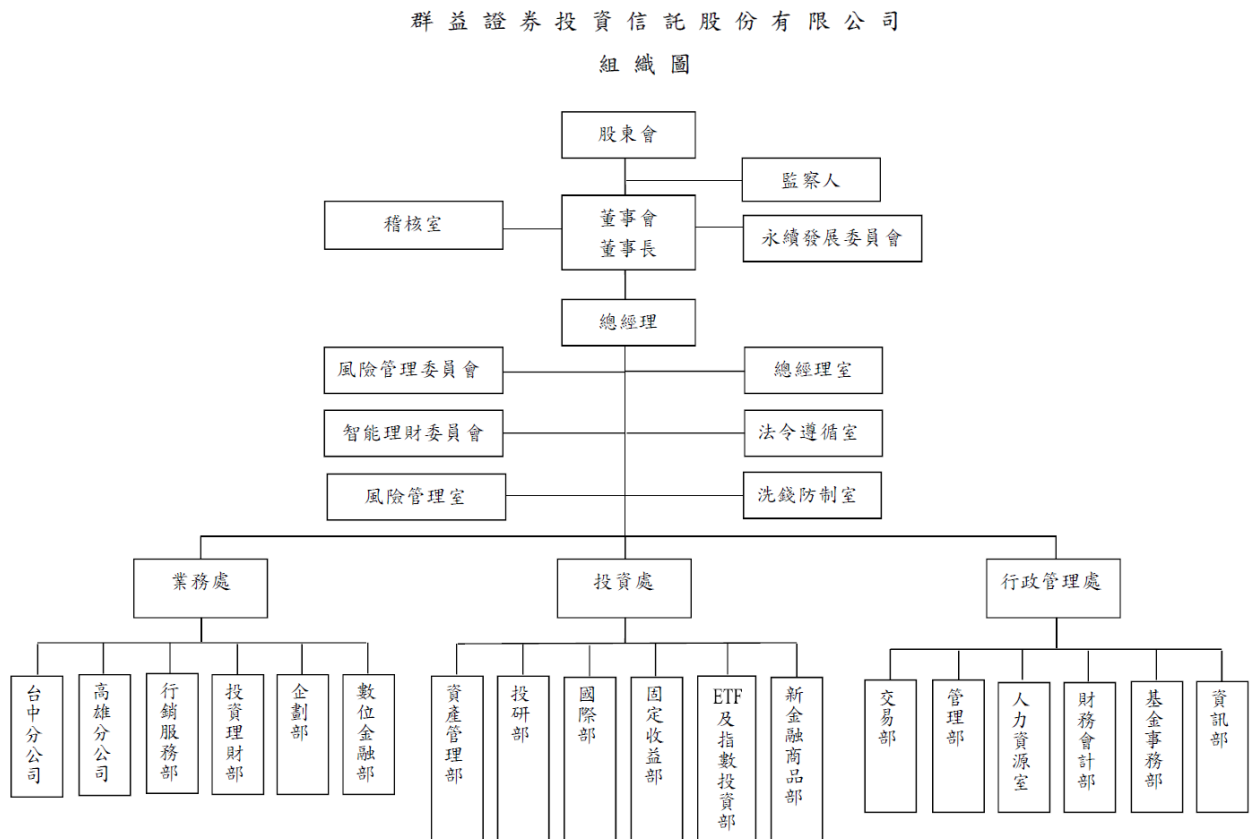 群益證券投資信託股份有限公司
組織圖
股東會
監察人
稽核室
董事會
董事長
永續發展委員會
總經理
風險管理委員會
總經理室
智能理財委員會
法令遵循室
風險管理室
洗錢防制室
業務處
投資處
行政管理處
台中分公司
高雄分公司
行銷服務部
投資理財部
企劃部
數位金融部
資產管理部
投研部
國際部
固定收益部
ETF及指數投資部
新金融商品部
交易部
管理部
人力資源室
財務會計部
基金事務部
資訊部